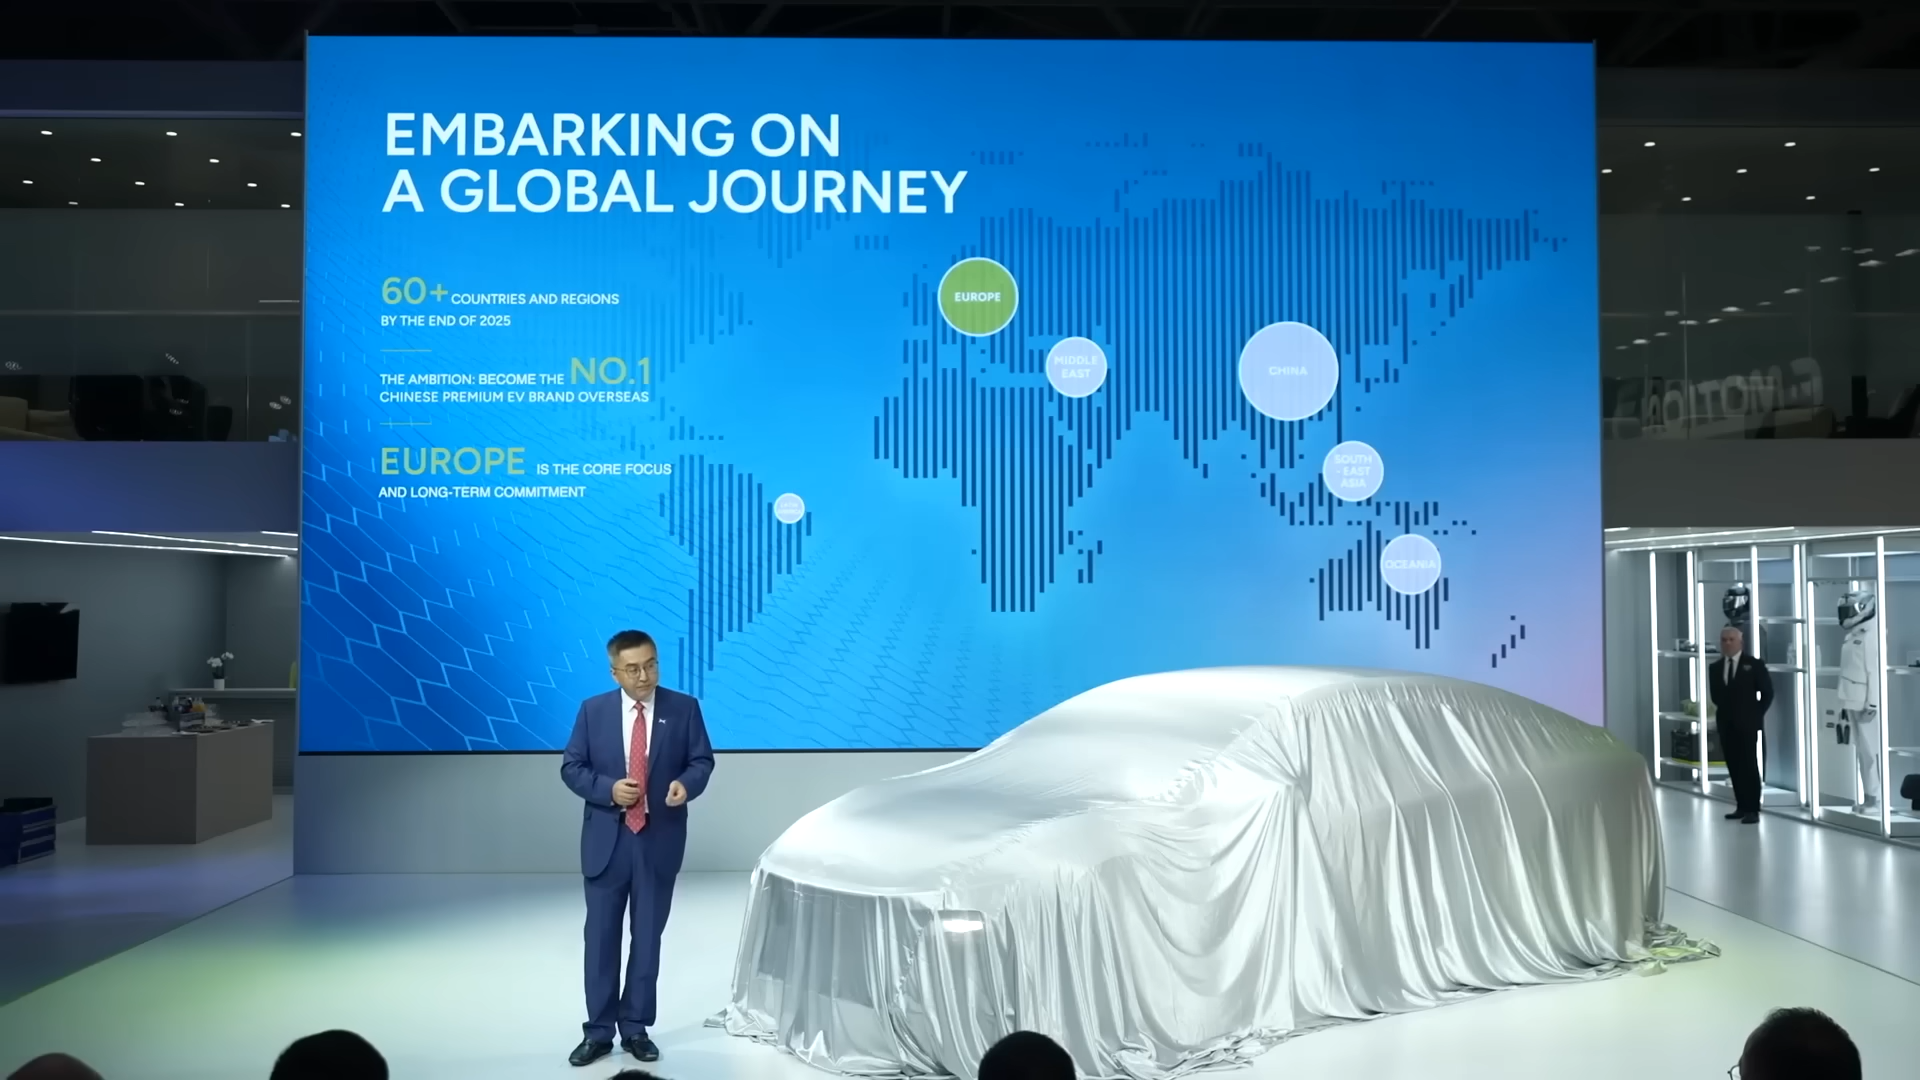 EMBARKING ON
A GLOBAL JOURNEY
60+ COUNTRIES AND REGIONS
BY THE END OF 2025
THE AMBITION: BECOME THE NO.1
CHINESE PREMIUM EV BRAND OVERSEAS
EUROPE IS THE CORE FOCUS
AND LONG-TERM COMMITMENT
EUROPE
MIDDLE
EAST
CHINA
SOUTH
- EAST
ASIA
OCEANIA